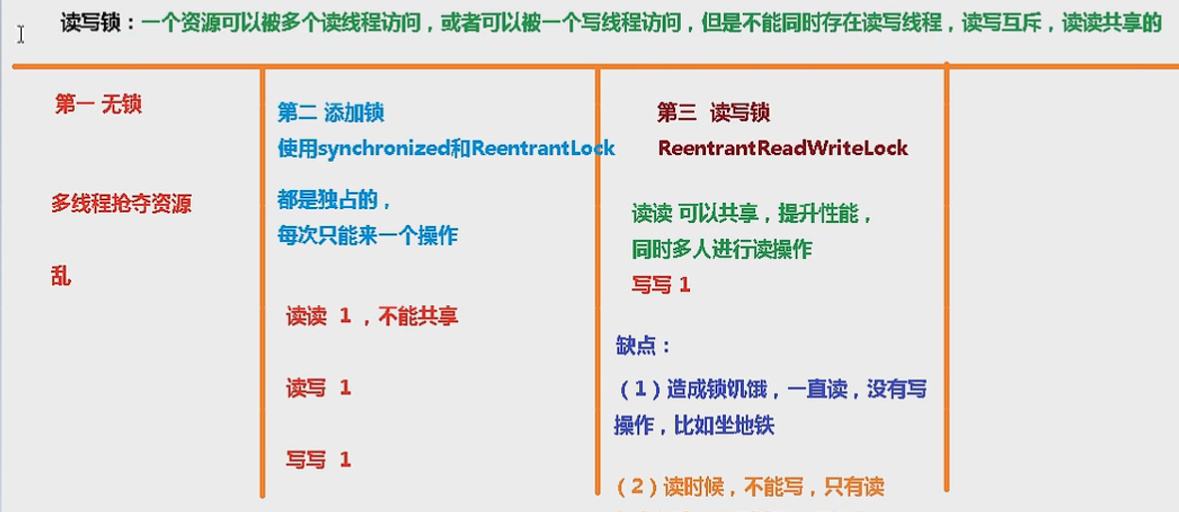 读写锁：一个资源可以被多个读线程访问，或者可以被一个写线程访问，但是不能同时存在读写线程，读写互斥，读读共享的
第一 无锁
多线程抢夺资源
乱
第二 添加锁
使用synchronized和ReentrantLock
都是独占的，
每次只能来一个操作
读读 1 ，不能共享
读写 1
写写 1
第三 读写锁
ReentrantReadWriteLock
读读 可以共享，提升性能，
同时多人进行读操作
写写 1
缺点：
（1）造成锁饥饿，一直读，没有写
操作，比如坐地铁
（2）读时候，不能写，只有读